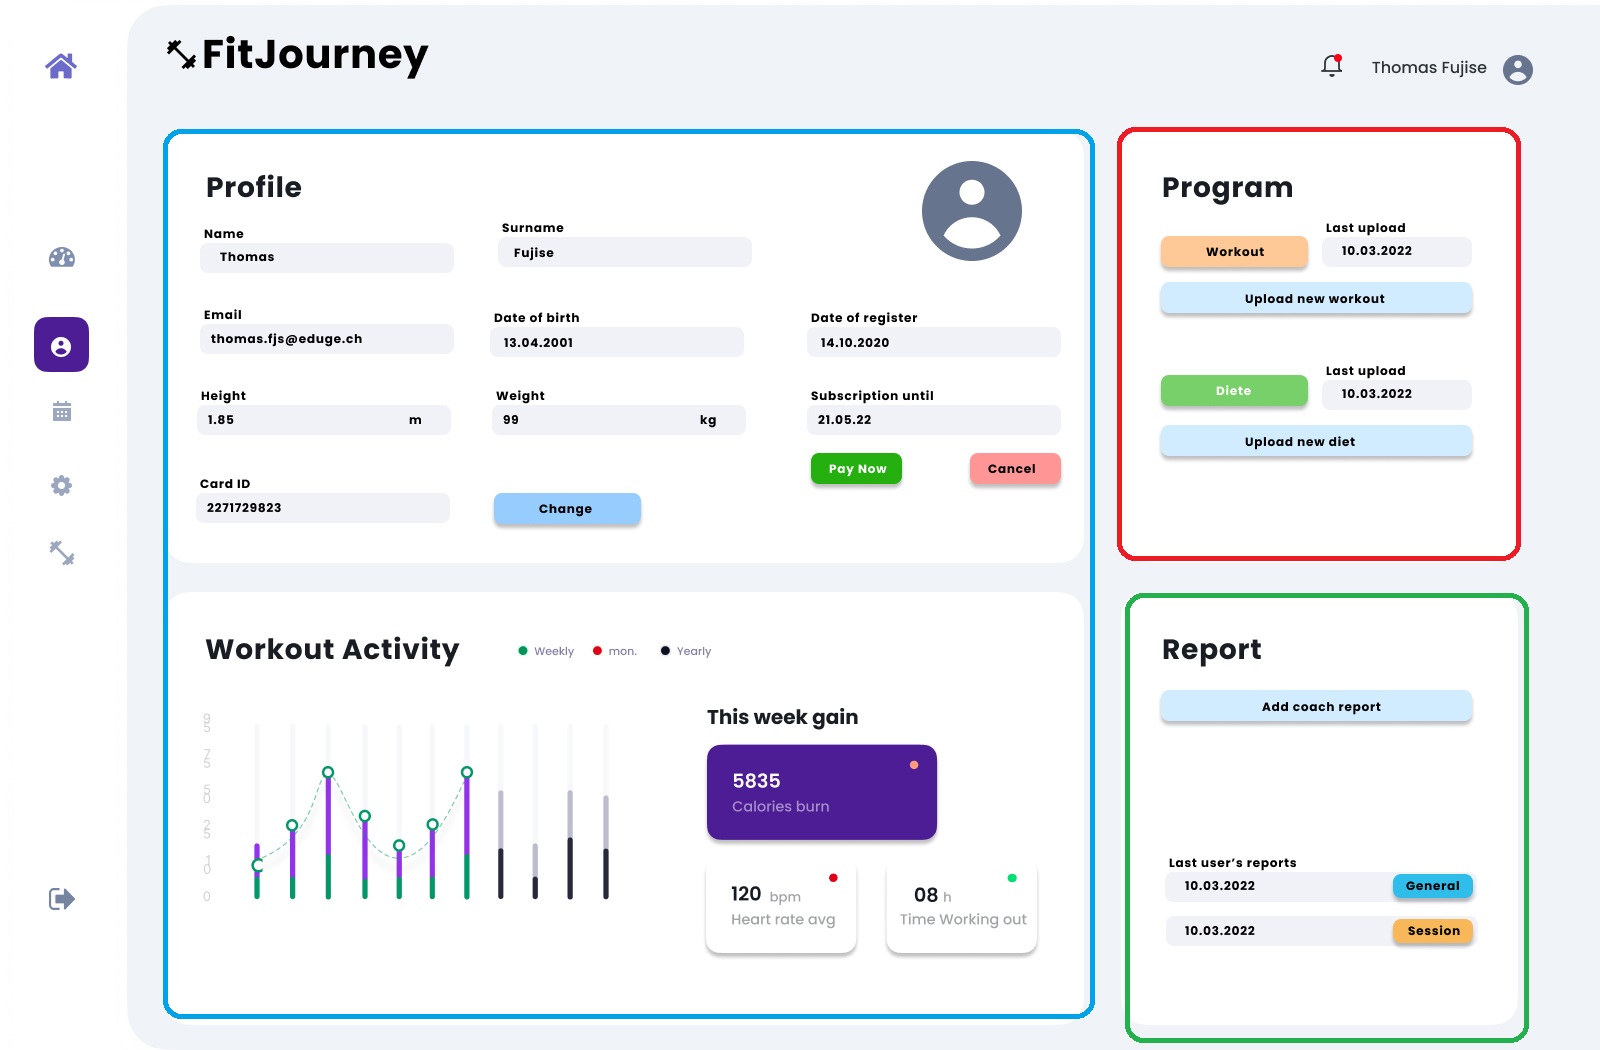 FitJourney
Thomas Fujise
Profile
Name
Thomas
Surname
Fujise
Email
thomas.fjs@eduge.ch
Date of birth
13.04.2001
Date of register
14.10.2020
Height
1.85 m
Weight
99 kg
Subscription until
21.05.22
Pay Now
Cancel
Card ID
2271729823
Change
Program
Workout
Last upload
10.03.2022
Upload new workout
Diete
Last upload
10.03.2022
Upload new diet
Workout Activity
Weekly
mon.
Yearly
95
75
50
25
10
0
This week gain
5835
Calories burn
120 bpm
Heart rate avg
08 h
Time Working out
Report
Add coach report
Last user's reports
10.03.2022 General
10.03.2022 Session